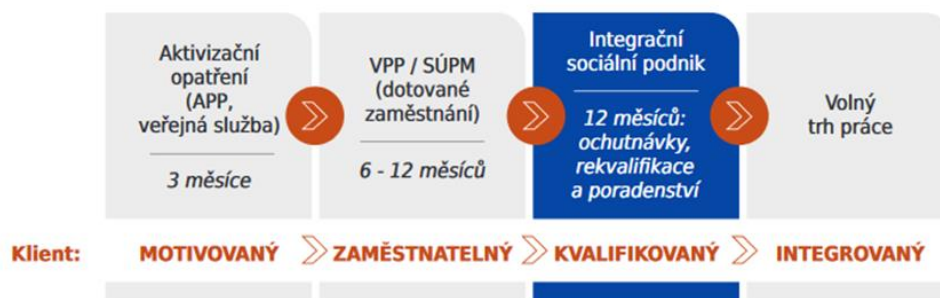 Aktivizační
opatření
(APP,
veřejná služba)
3 měsíce
VPP / SÚPM
(dotované
zaměstnání)
6 - 12 měsíců
Integrační
sociální podnik
12 měsíců:
ochutnávky,
rekvalifikace
a poradenství
Volný
trh práce
Klient: MOTIVOVANÝ ZAMĚSTNATELNÝ KVALIFIKOVANÝ INTEGROVANÝ